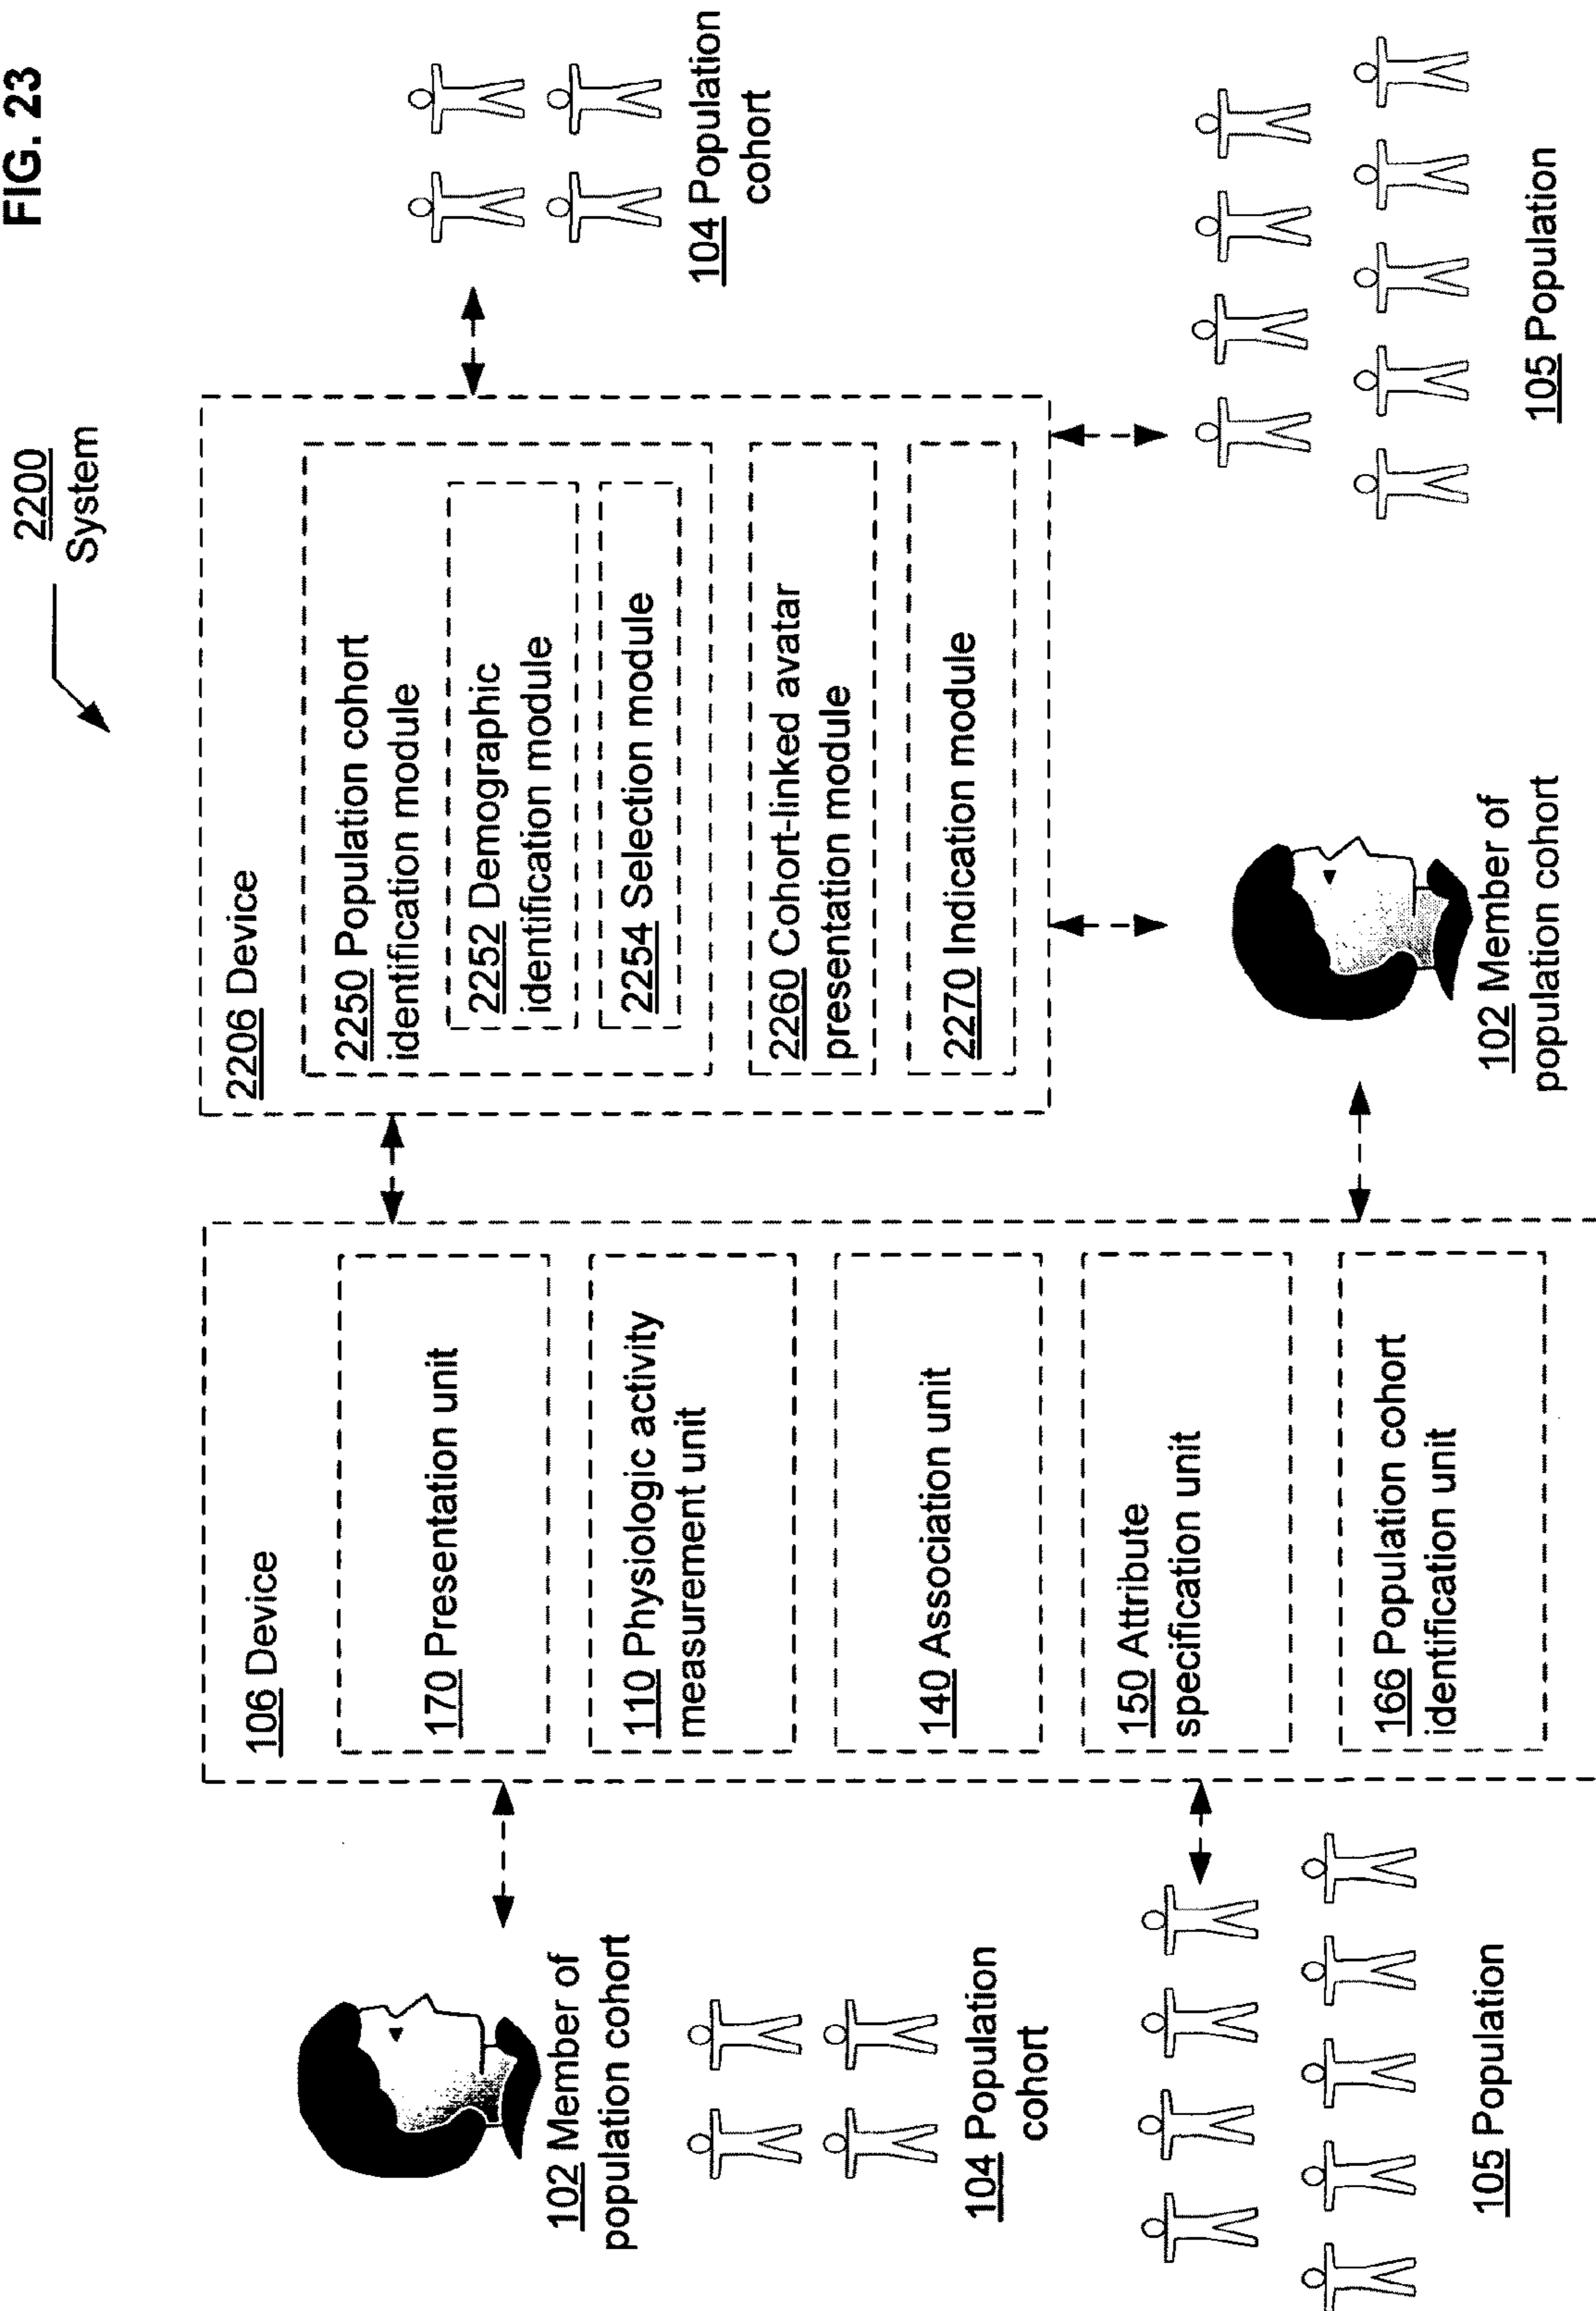 FIG. 23
2200
System
106 Device
170 Presentation unit
110 Physiologic activity
measurement unit
140 Association unit
150 Attribute
specification unit
166 Population cohort
identification unit
2206 Device
2250 Population cohort
identification module
2252 Demographic
identification module
2254 Selection module
2260 Cohort-linked avatar
presentation module
2270 Indication module
102 Member of
population cohort
104 Population
cohort
105 Population
102 Member of
population cohort
104 Population
cohort
105 Population